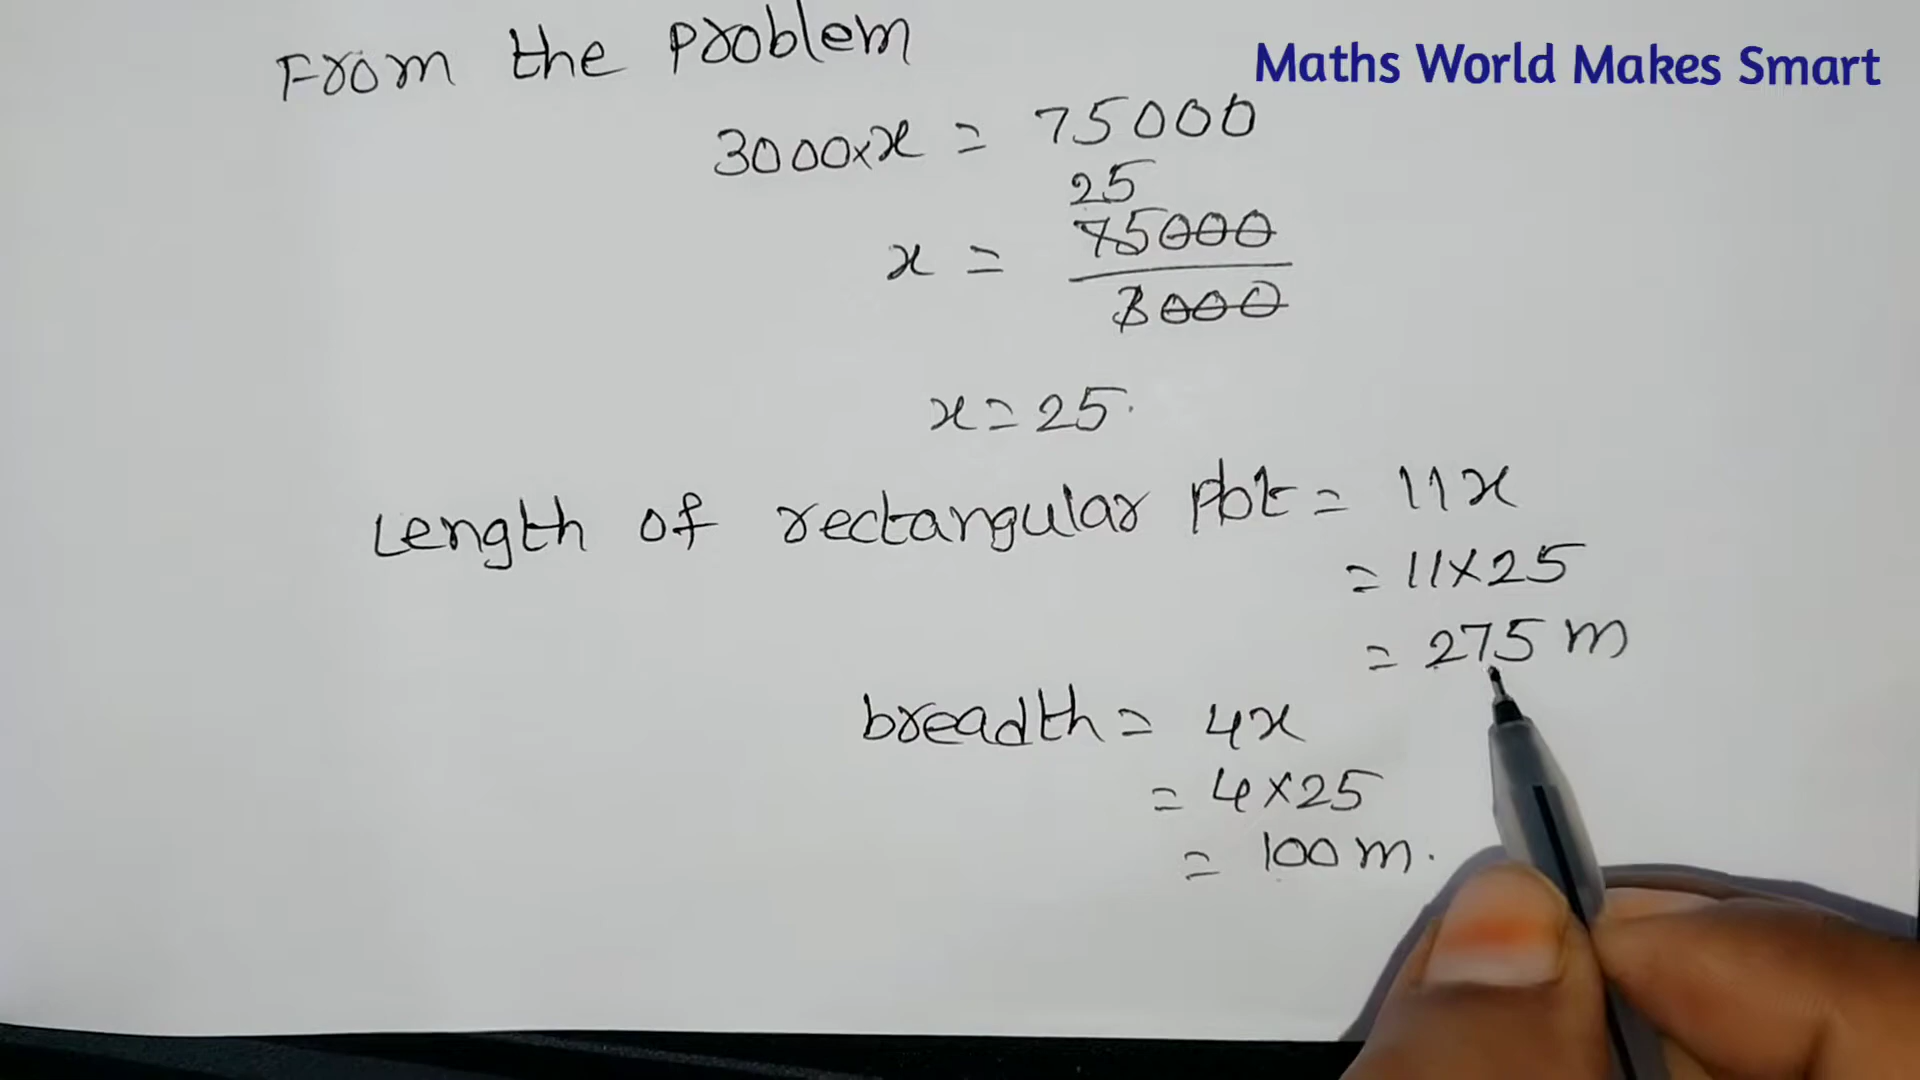 From the problem
Maths World Makes Smart
3000×x = 75000
25
x = 75000
3000
x = 25.
Length of rectangular plot = 11x
= 11×25
= 275 m
breadth = 4x
= 4×25
= 100 m.